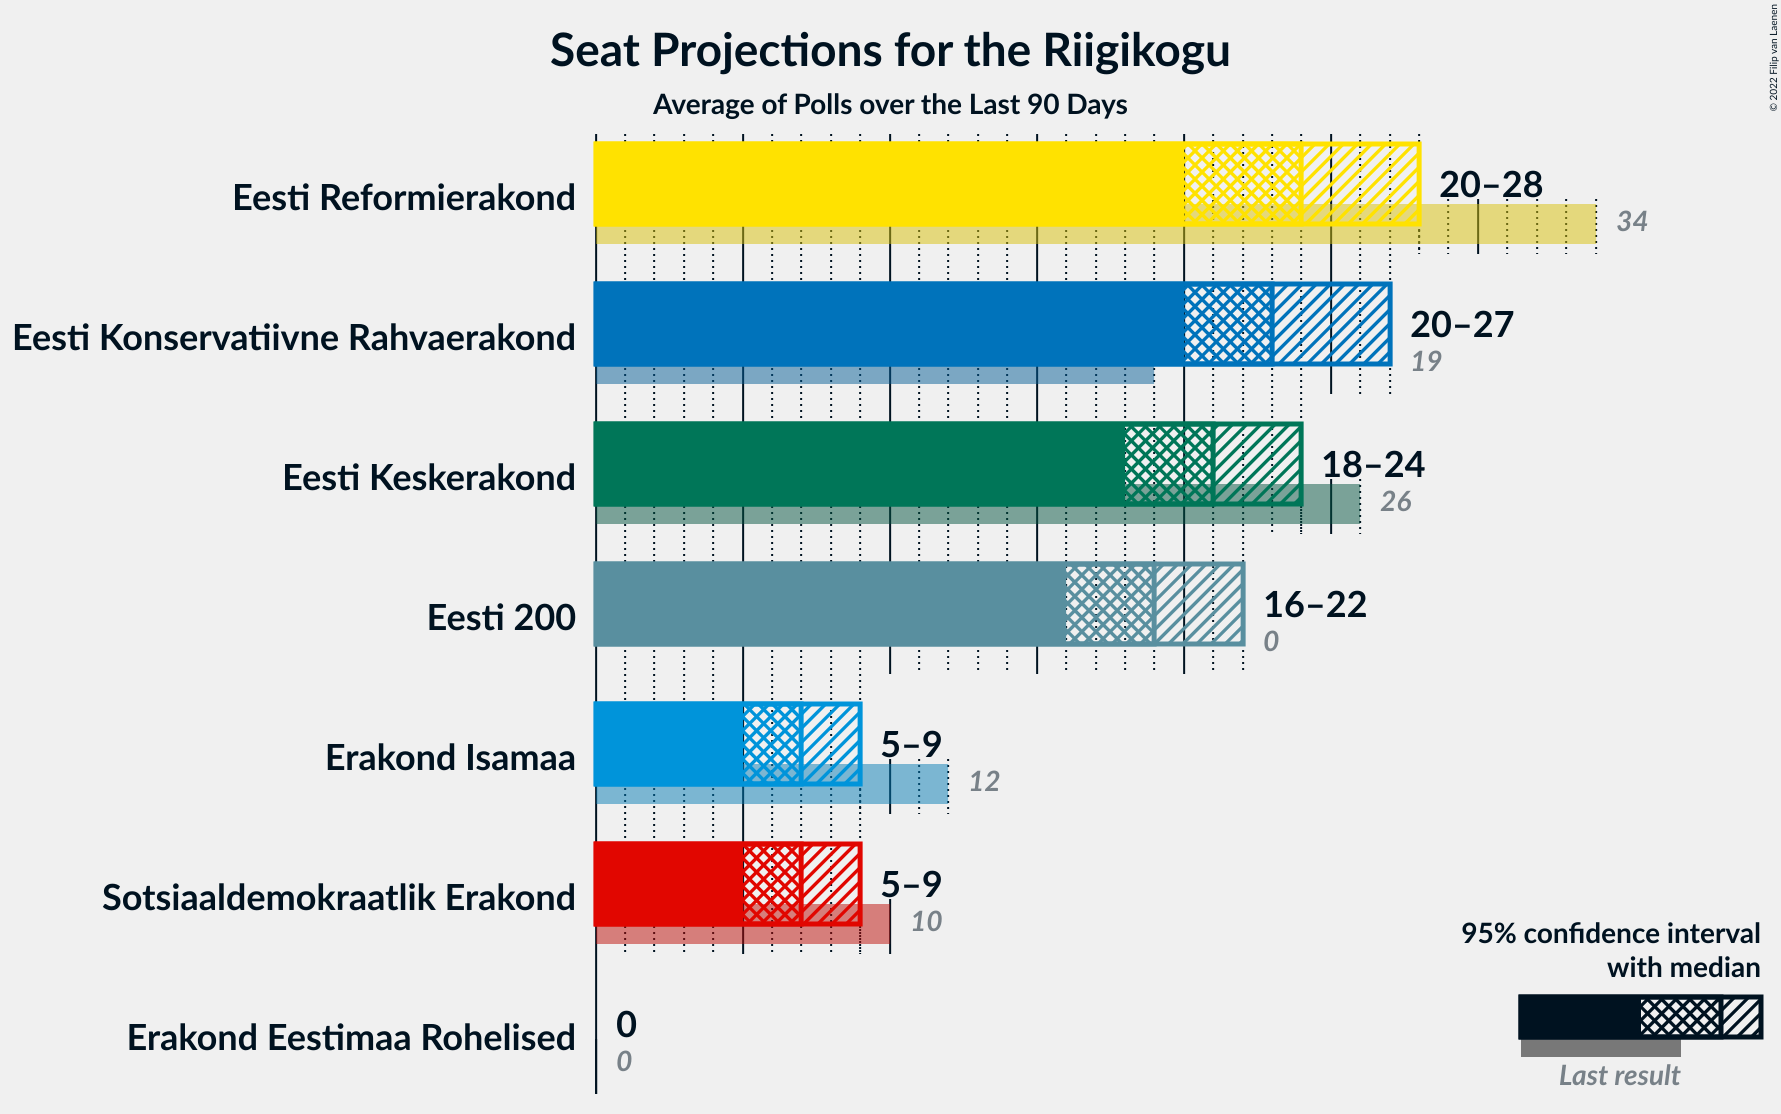 Seat Projections for the Riigikogu
Average of Polls over the Last 90 Days
© 2022 Filip van Laenen
Eesti Reformierakond
20–28
34
Eesti Konservatiivne Rahvaerakond
20–27
19
Eesti Keskerakond
18–24
26
Eesti 200
16–22
0
Erakond Isamaa
5–9
12
Sotsiaaldemokraatlik Erakond
5–9
10
Erakond Eestimaa Rohelised
0
0
95% confidence interval
with median
Last result